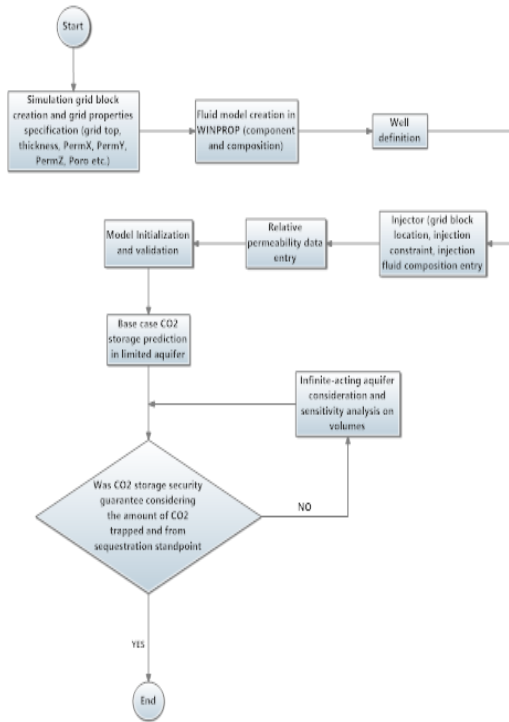 Start
Simulation grid block
creation and grid properties
specification (grid top,
thickness, PermX, PermY,
PermZ, Poro etc.)
Fluid model creation in
WINPROP (component
and composition)
Well
definition
Injector (grid block
location, injection
constraint, injection
fluid composition entry
Relative
permeability data
entry
Model Initialization
and validation
Base case CO2
storage prediction
in limited aquifer
Infinite-acting aquifer
consideration and
sensitivity analysis on
volumes
Was CO2 storage security
guarantee considering
the amount of CO2
trapped and from
sequestration standpoint
NO
YES
End